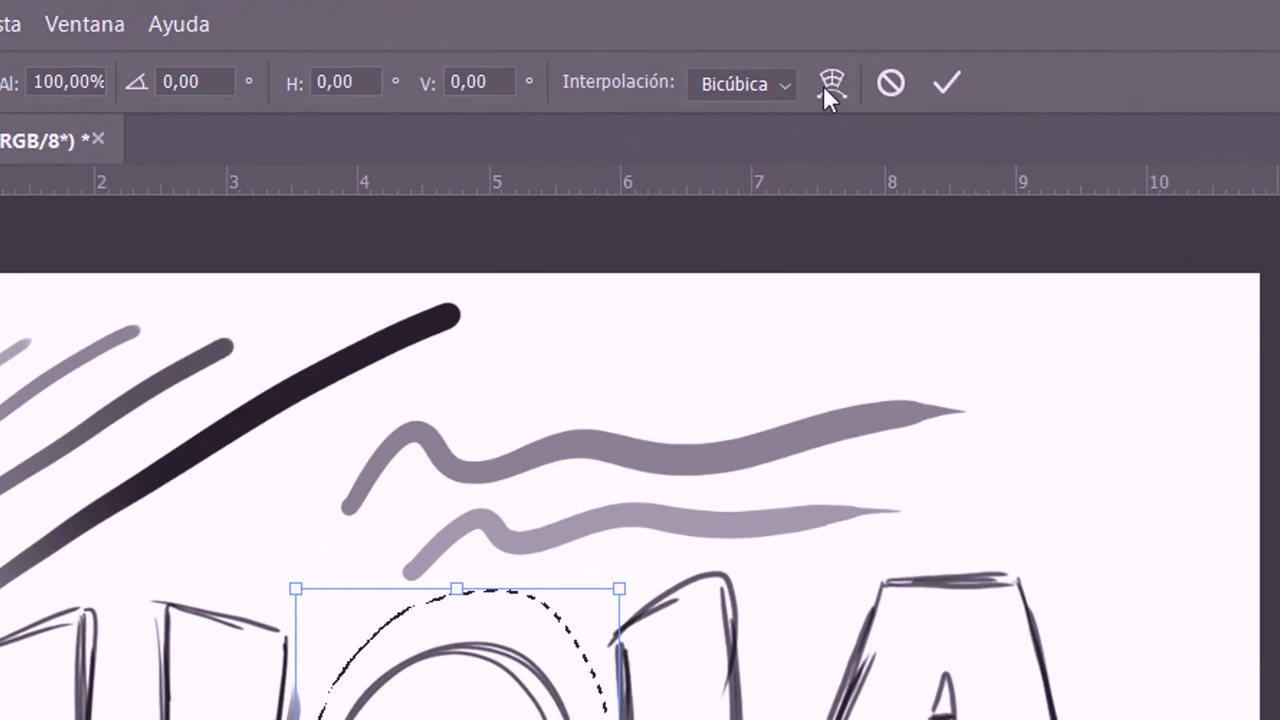 sta Ventana Ayuda
Al: 100,00% 0,00 ° H: 0,00 ° V: 0,00 ° Interpolación: Bicúbica
RGB/8*) *
2 3 4 5 6 7 8 9 10
HOLA